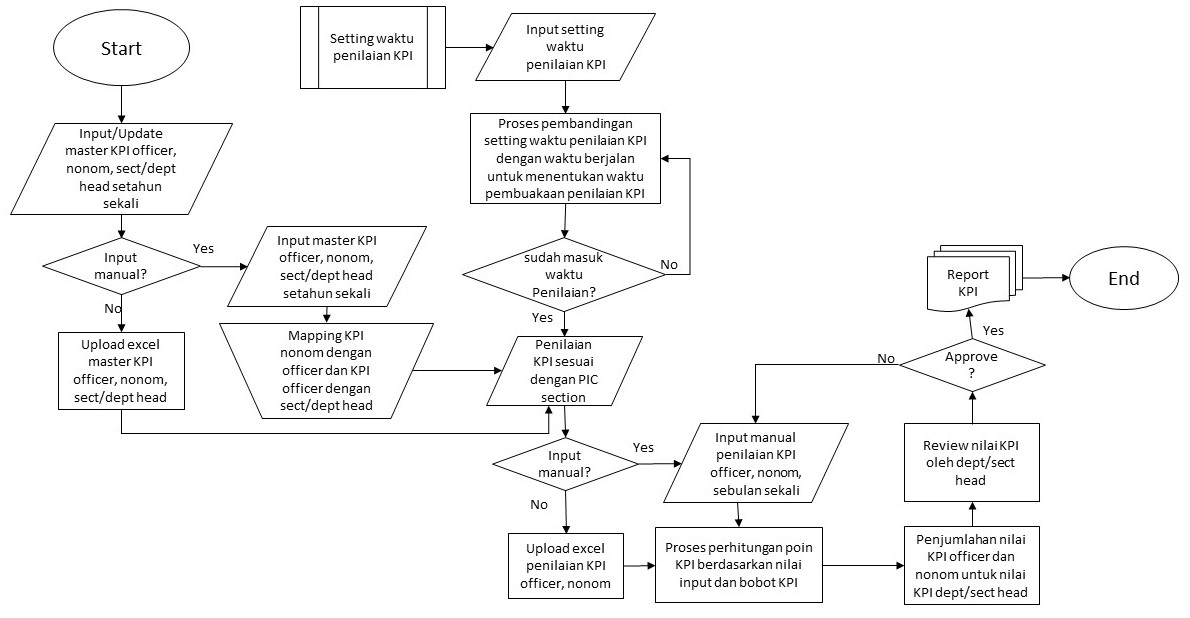 Start
Input/Update
master KPI officer,
nonom, sect/dept
head setahun
sekali
Input
manual?
Yes
No
Upload excel
master KPI
officer, nonom,
sect/dept head
Input master KPI
officer, nonom,
sect/dept head
setahun sekali
Mapping KPI
nonom dengan
officer dan KPI
officer dengan
sect/dept head
Setting waktu
penilaian KPI
Input setting
waktu
penilaian KPI
Proses pembandingan
setting waktu penilaian KPI
dengan waktu berjalan
untuk menentukan waktu
pembuakaan penilaian KPI
sudah masuk
waktu
Penilaian?
No
Yes
Penilaian
KPI sesuai
dengan PIC
section
Input
manual?
Yes
No
Upload excel
penilaian KPI
officer, nonom
Input manual
penilaian KPI
officer, nonom,
sebulan sekali
Proses perhitungan poin
KPI berdasarkan nilai
input dan bobot KPI
Penjumlahan nilai
KPI officer dan
nonom untuk nilai
KPI dept/sect head
Review nilai KPI
oleh dept/sect
head
Approve
?
No
Yes
Report
KPI
End